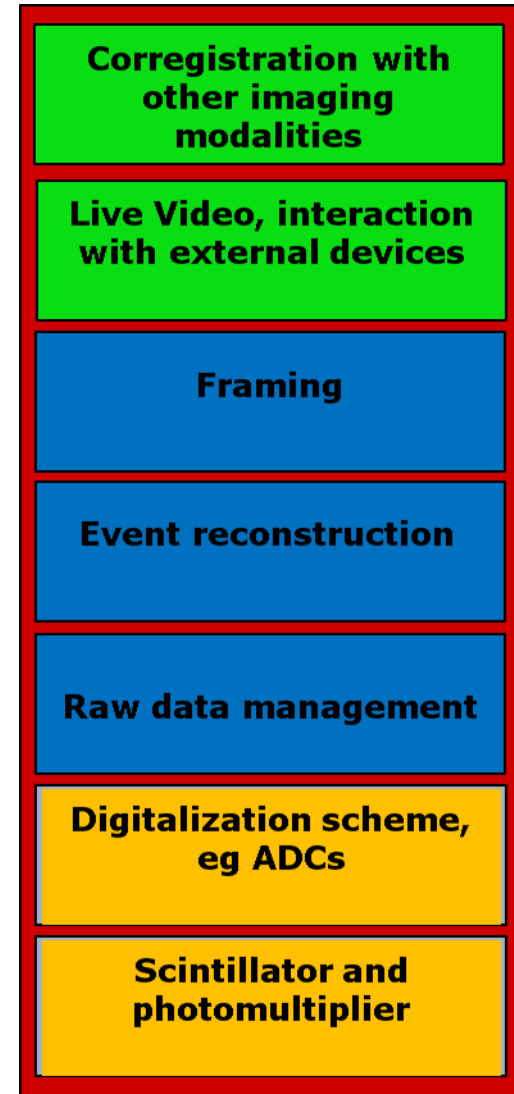 Corregistration with
other imaging
modalities
Live Video, interaction
with external devices
Framing
Event reconstruction
Raw data management
Digitalization scheme,
eg ADCs
Scintillator and
photomultiplier